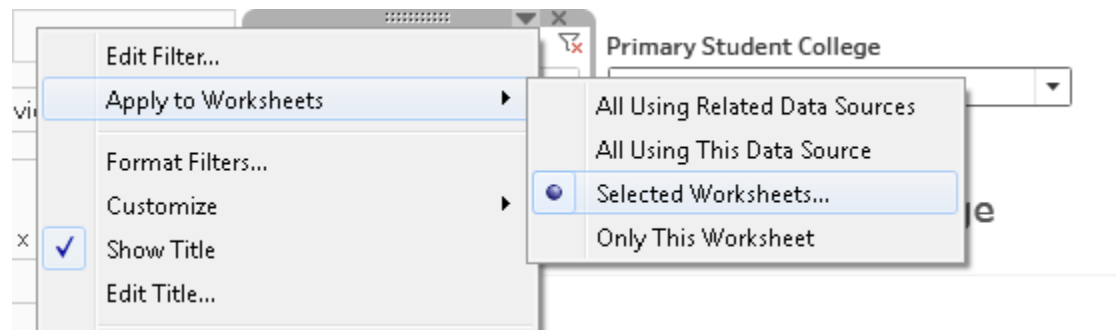 Edit Filter...
Apply to Worksheets
Format Filters...
Customize
Show Title
Edit Title...
Primary Student College
All Using Related Data Sources
All Using This Data Source
Selected Worksheets...
Only This Worksheet